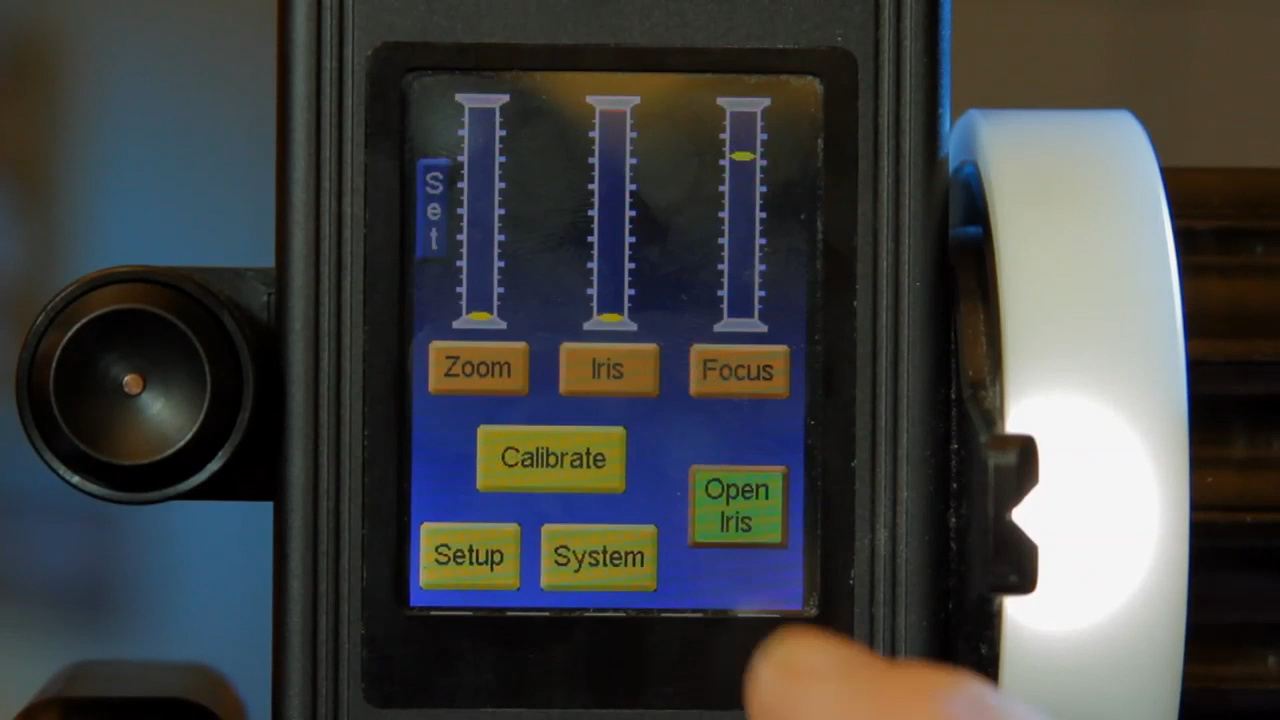 Set
Zoom
Iris
Focus
Calibrate
Open
Iris
Setup
System